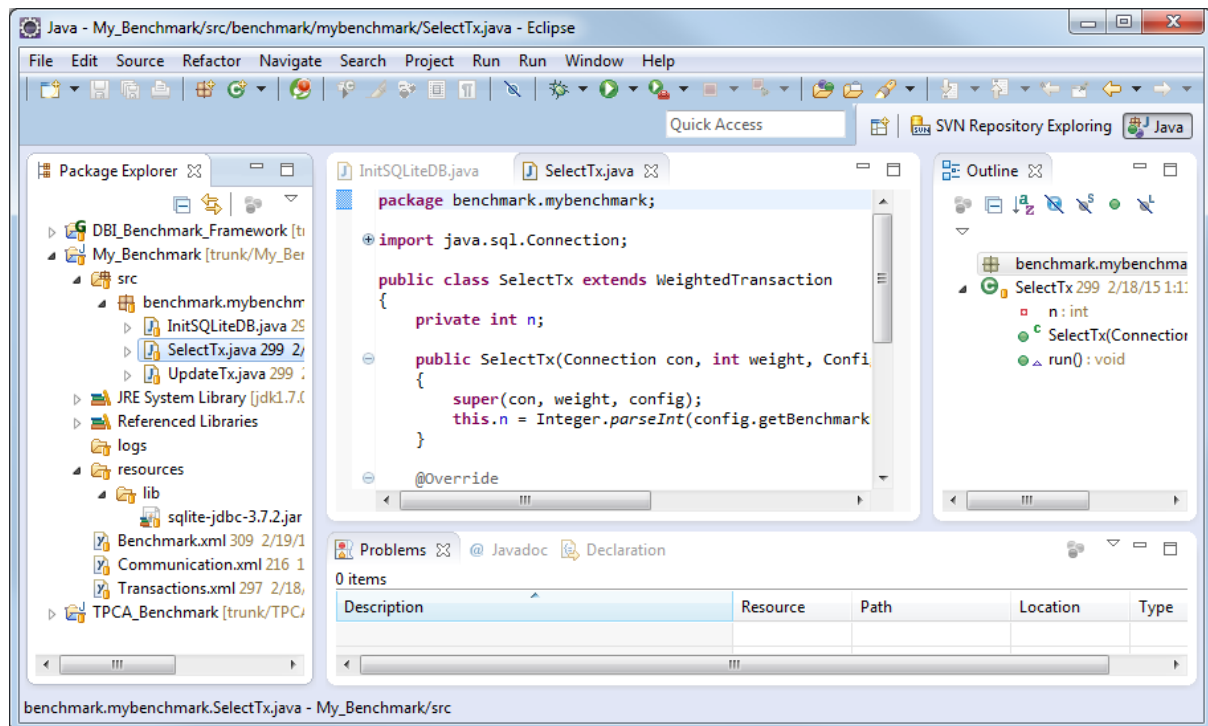 Java - My_Benchmark/src/benchmark/mybenchmark/SelectTx.java - Eclipse
File Edit Source Refactor Navigate Search Project Run Run Window Help
Quick Access
SVN Repository Exploring
Java
Package Explorer
DBI_Benchmark_Framework [t
My_Benchmark [trunk/My_Ber
src
benchmark.mybenchm
InitSQLiteDB.java 29
SelectTx.java 299 2/
UpdateTx.java 299
JRE System Library [jdk1.7.0
Referenced Libraries
logs
resources
lib
sqlite-jdbc-3.7.2.jar
Benchmark.xml 309 2/19/1
Communication.xml 216 1
Transactions.xml 297 2/18/
TPCA_Benchmark [trunk/TPCA
InitSQLiteDB.java
SelectTx.java
package benchmark.mybenchmark;
import java.sql.Connection;
public class SelectTx extends WeightedTransaction
{
private int n;
public SelectTx(Connection con, int weight, Confi
{
super(con, weight, config);
this.n = Integer.parseInt(config.getBenchmark
}
@Override
Outline
benchmark.mybenchma
SelectTx 299 2/18/15 1:11
n : int
SelectTx(Connection
run() : void
Problems @ Javadoc Declaration
0 items
Description Resource Path Location Type
benchmark.mybenchmark.SelectTx.java - My_Benchmark/src